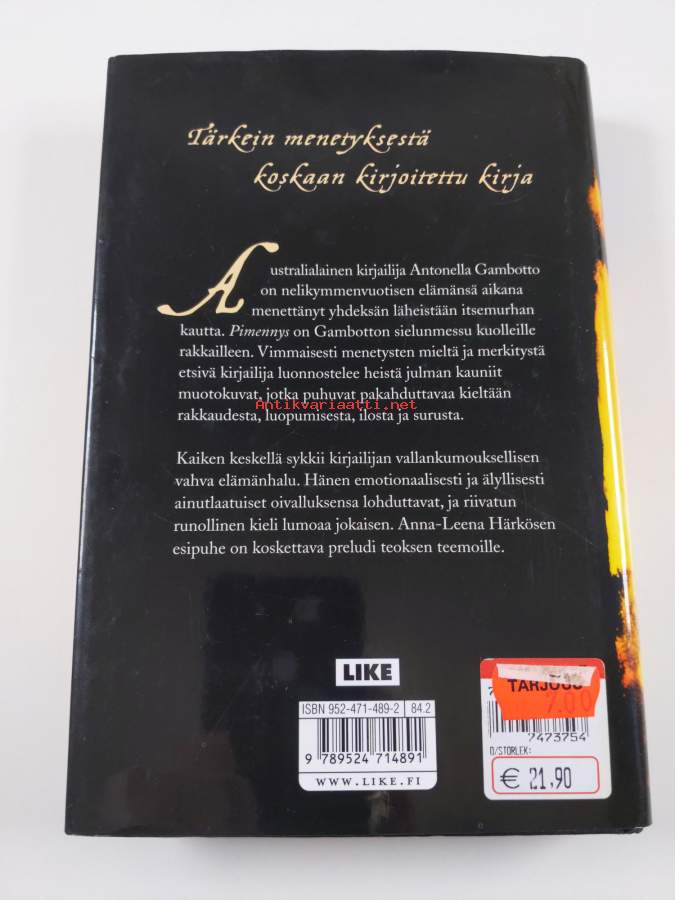 Tärkein menetyksestä
koskaan kirjoitettu kirja
Australialainen kirjailija Antonella Gambotto
on nelikymmenvuotisen elämänsä aikana
menettänyt yhdeksän läheistään itsemurhan
kautta. Pimennys on Gambotton sielunmessu kuolleille
rakkailleen. Vimmaisesti menetysten mieltä ja merkitystä
etsivä kirjailija luonnostelee heistä julman kauniit
muotokuvat, jotka puhuvat pakahduttavaa kieltään
Antikvariaatti.net
rakkaudesta, luopumisesta, ilosta ja surusta.
Kaiken keskellä sykkii kirjailijan vallankumouksellisen
vahva elämänhalu. Hänen emotionaalisesti ja älyllisesti
ainutlaatuiset oivalluksensa lohduttavat, ja riivatun
runollinen kieli lumoaa jokaisen. Anna-Leena Härkösen
esipuhe on koskettava preludi teoksen teemoille.
LIKE
ISBN 952-471-489-2 84.2
9 789524 714891
WWW.LIKE.FI
TARJOUS
7.00
7473754
O/STORLEK:
€ 21,90